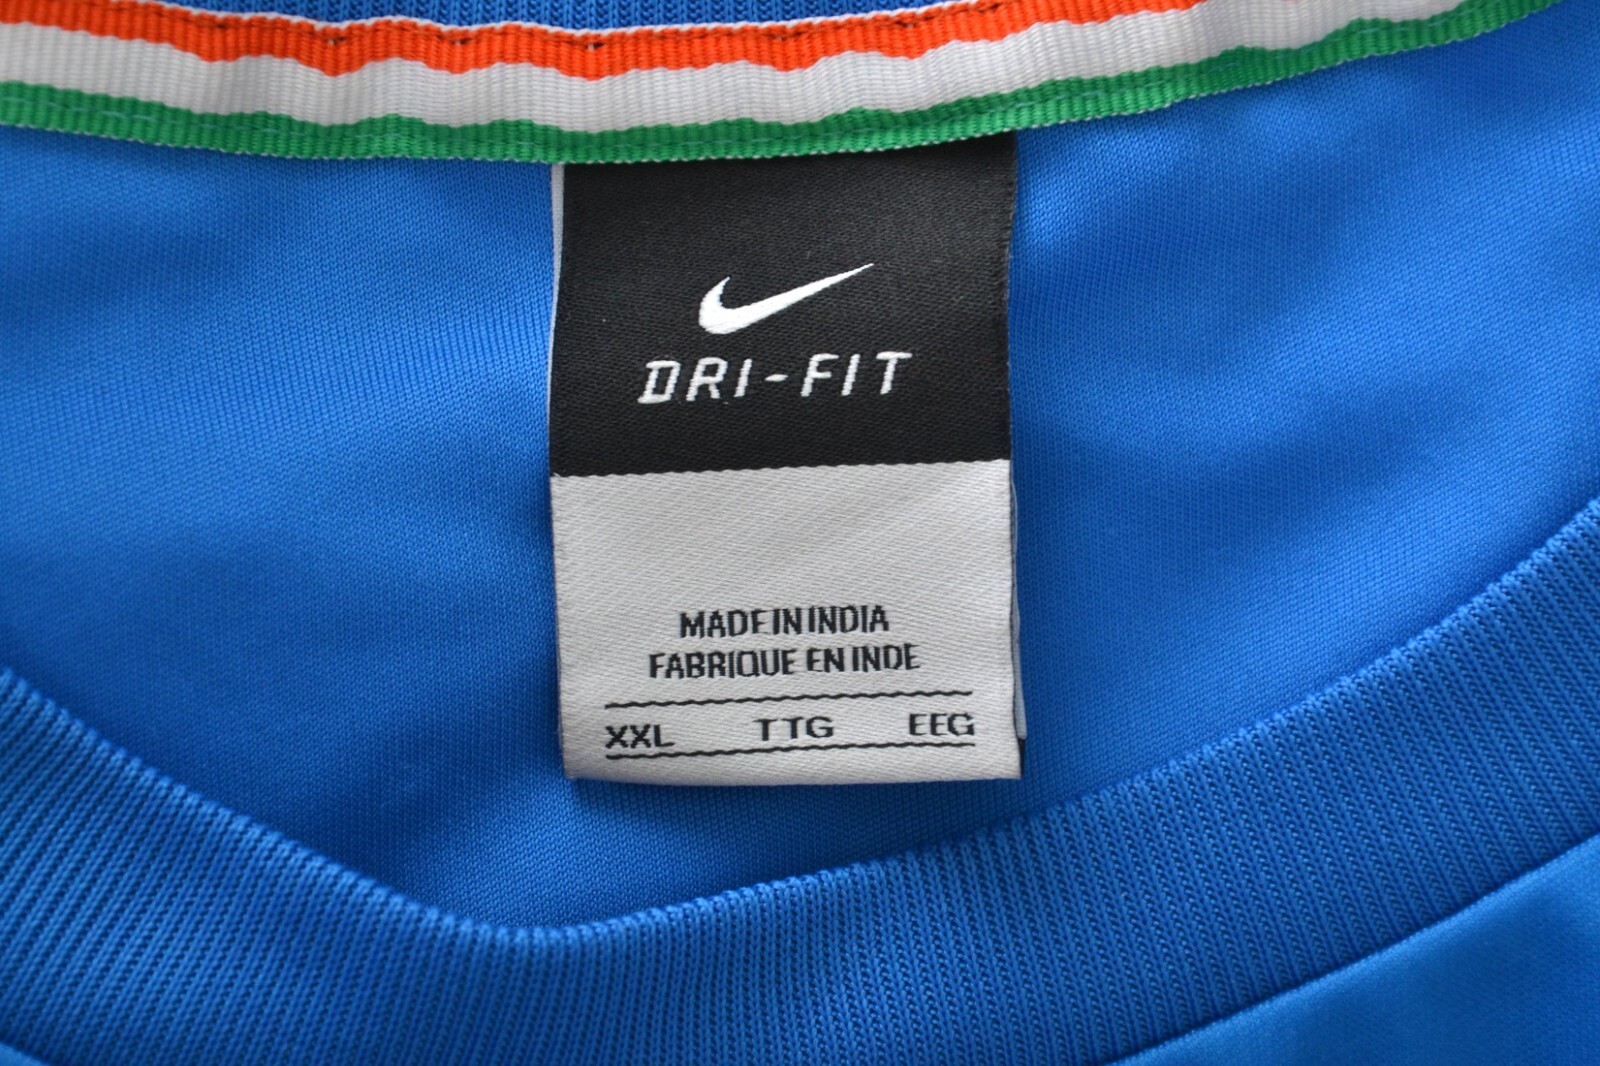 DRI-FIT
MADE IN INDIA
FABRIQUE EN INDE
XXL TTG EEG